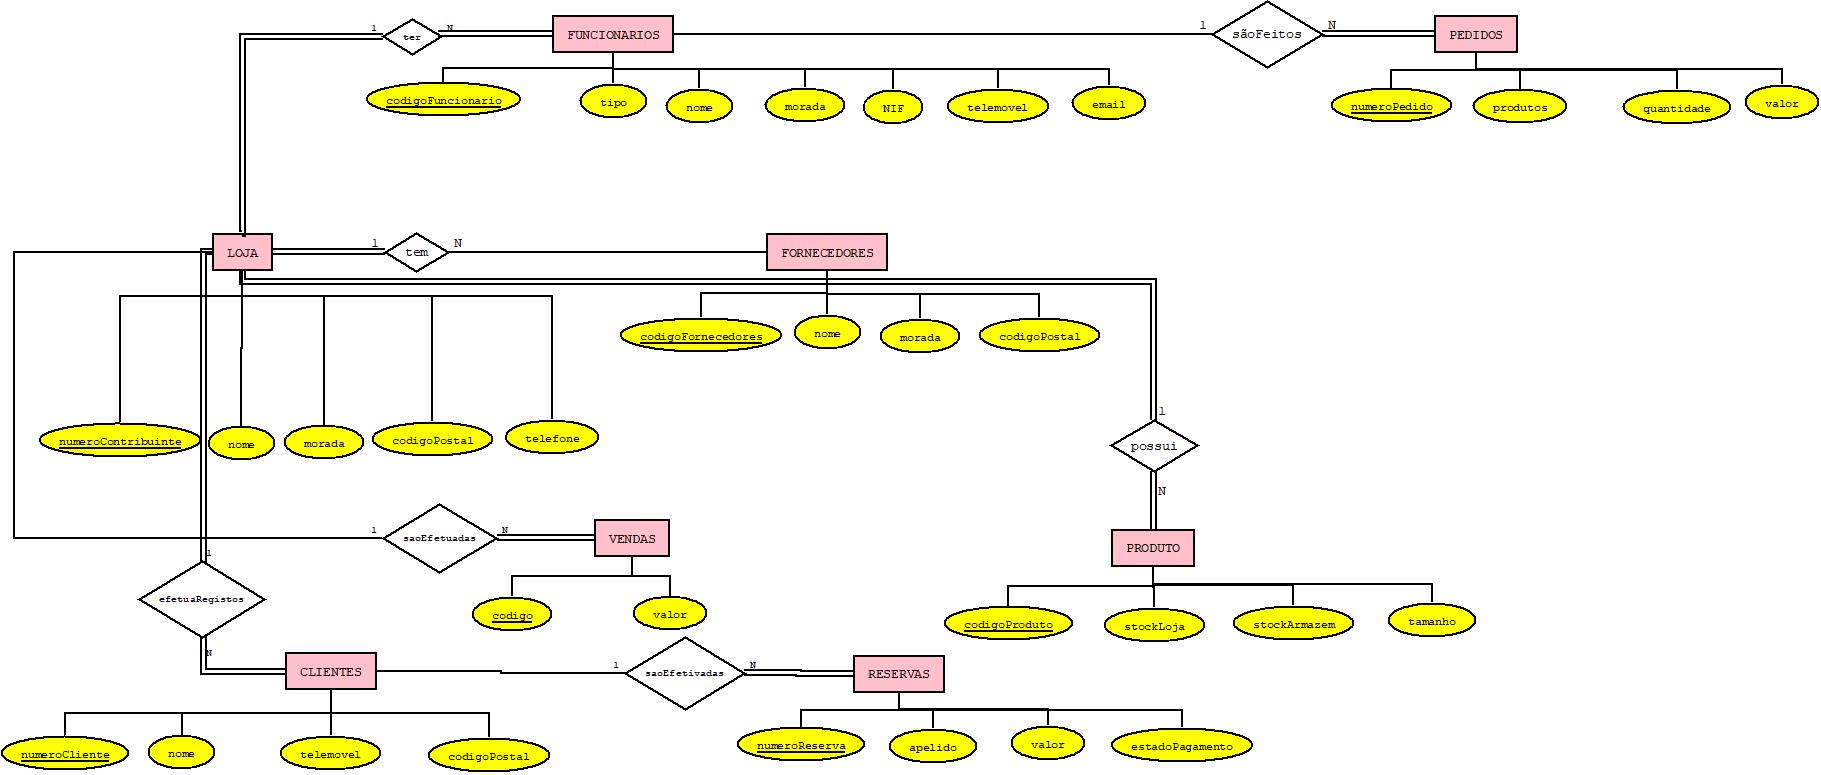 1
ter
N
FUNCIONARIOS
1
sãoFeitos
N
PEDIDOS
codigoFuncionario
tipo
nome
morada
NIF
telemovel
email
numeroPedido
produtos
quantidade
valor
LOJA
1
tem
N
FORNECEDORES
codigoFornecedores
nome
morada
codigoPostal
numeroContribuinte
nome
morada
codigoPostal
telefone
1
possui
N
1
saoEfetuadas
N
VENDAS
PRODUTO
1
efetuaRegistos
N
codigo
valor
codigoProduto
stockLoja
stockArmazem
tamanho
CLIENTES
1
saoEfetivadas
N
RESERVAS
numeroCliente
nome
telemovel
codigoPostal
numeroReserva
apelido
valor
estadoPagamento